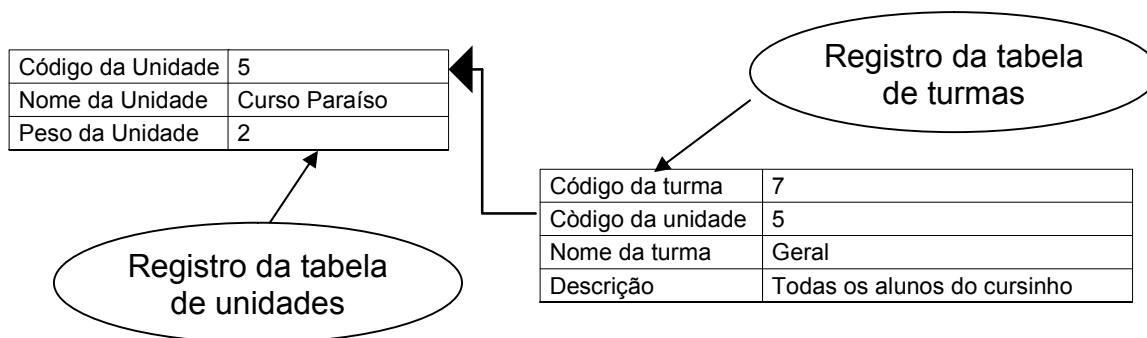 Código da Unidade 5
Nome da Unidade Curso Paraíso
Peso da Unidade 2
Registro da tabela
de turmas
Código da turma 7
Còdigo da unidade 5
Nome da turma Geral
Descrição Todas os alunos do cursinho
Registro da tabela
de unidades